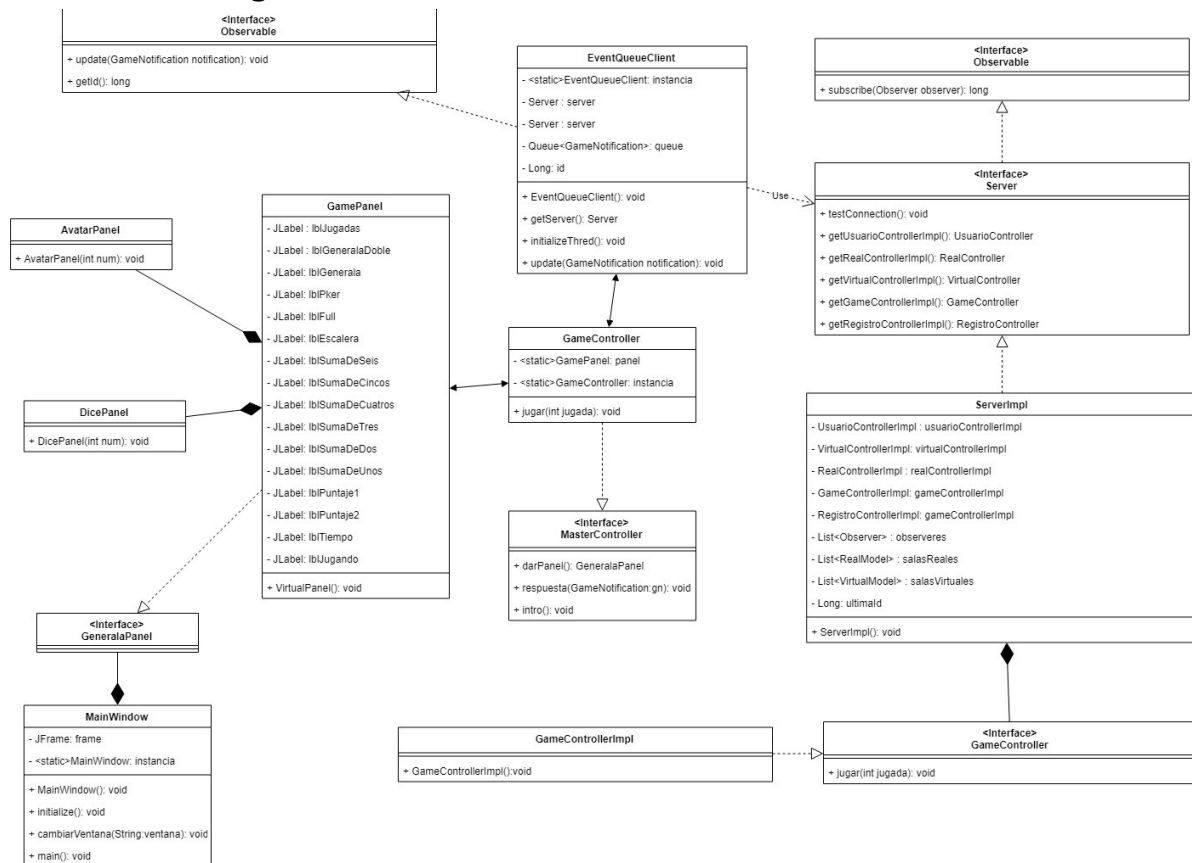 <Interface>
Observable
+ update(GameNotification notification): void
+ getId(): long
EventQueueClient
- <static>EventQueueClient: instancia
- Server : server
- Server : server
- Queue<GameNotification>: queue
- Long: id
+ EventQueueClient(): void
+ getServer(): Server
+ initializeThred(): void
+ update(GameNotification notification): void
<Interface>
Observable
+ subscribe(Observer observer): long
Use
<Interface>
Server
+ testConnection(): void
+ getUsuarioControllerImpl(): UsuarioController
+ getRealControllerImpl(): RealController
+ getVirtualControllerImpl(): VirtualController
+ getGameControllerImpl(): GameController
+ getRegistroControllerImpl(): RegistroController
AvatarPanel
+ AvatarPanel(int num): void
DicePanel
+ DicePanel(int num): void
GamePanel
- JLabel : lblJugadas
- JLabel : lblGeneralaDoble
- JLabel: lblGenerala
- JLabel: lblPker
- JLabel: lblFull
- JLabel: lblEscalera
- JLabel: lblSumaDeSeis
- JLabel: lblSumaDeCincos
- JLabel: lblSumaDeCuatros
- JLabel: lblSumaDeTres
- JLabel: lblSumaDeDos
- JLabel: lblSumaDeUnos
- JLabel: lblPuntaje1
- JLabel: lblPuntaje2
- JLabel: lblTiempo
- JLabel: lblJugando
+ VirtualPanel(): void
GameController
- <static>GamePanel: panel
- <static>GameController: instancia
+ jugar(int jugada): void
<Interface>
MasterController
+ darPanel(): GeneralaPanel
+ respuesta(GameNotification:gn): void
+ intro(): void
ServerImpl
- UsuarioControllerImpl : usuarioControllerImpl
- VirtualControllerImpl: virtualControllerImpl
- RealControllerImpl : realControllerImpl
- GameControllerImpl: gameControllerImpl
- RegistroControllerImpl: gameControllerImpl
- List<Observer> : observeres
- List<RealModel> : salasReales
- List<VirtualModel> : salasVirtuales
- Long: ultimaId
+ ServerImpl(): void
<Interface>
GeneralaPanel
MainWindow
- JFrame: frame
- <static>MainWindow: instancia
+ MainWindow(): void
+ initialize(): void
+ cambiarVentana(String:ventana): void
+ main(): void
GameControllerImpl
+ GameControllerImpl():void
<Interface>
GameController
+ jugar(int jugada): void